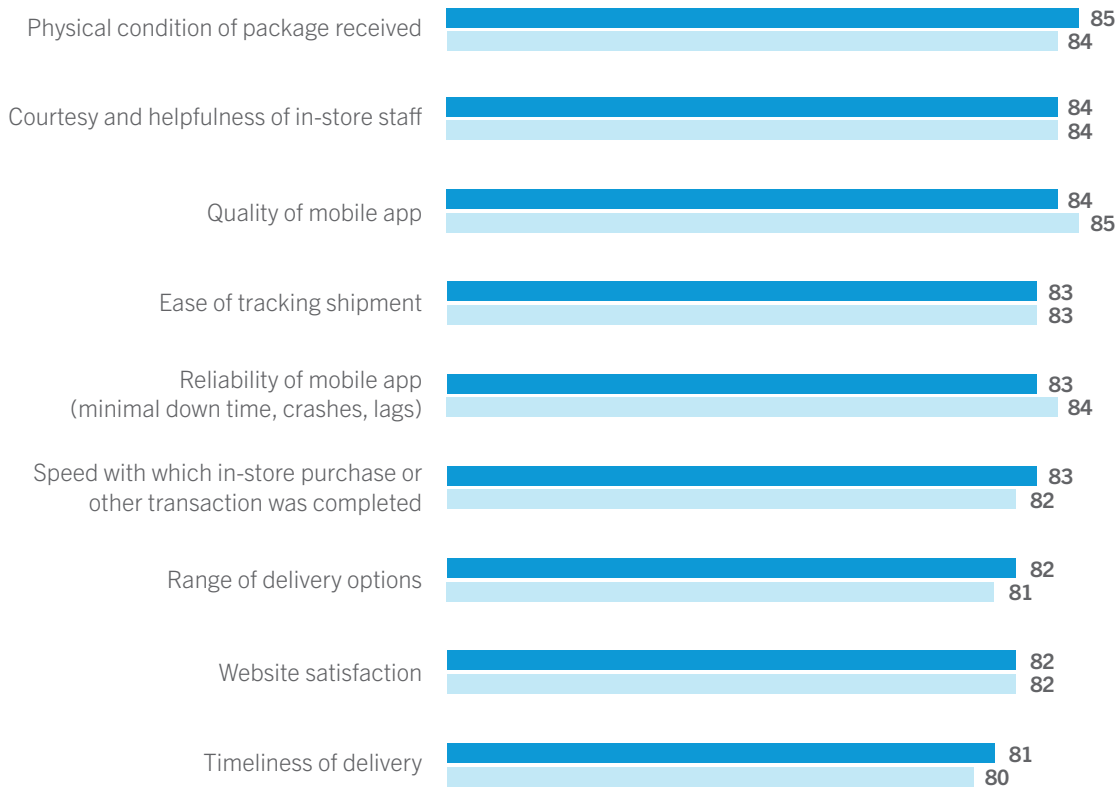 Physical condition of package received
85
84
Courtesy and helpfulness of in-store staff
84
84
Quality of mobile app
84
85
Ease of tracking shipment
83
83
Reliability of mobile app
(minimal down time, crashes, lags)
83
84
Speed with which in-store purchase or
other transaction was completed
83
82
Range of delivery options
82
81
Website satisfaction
82
82
Timeliness of delivery
81
80